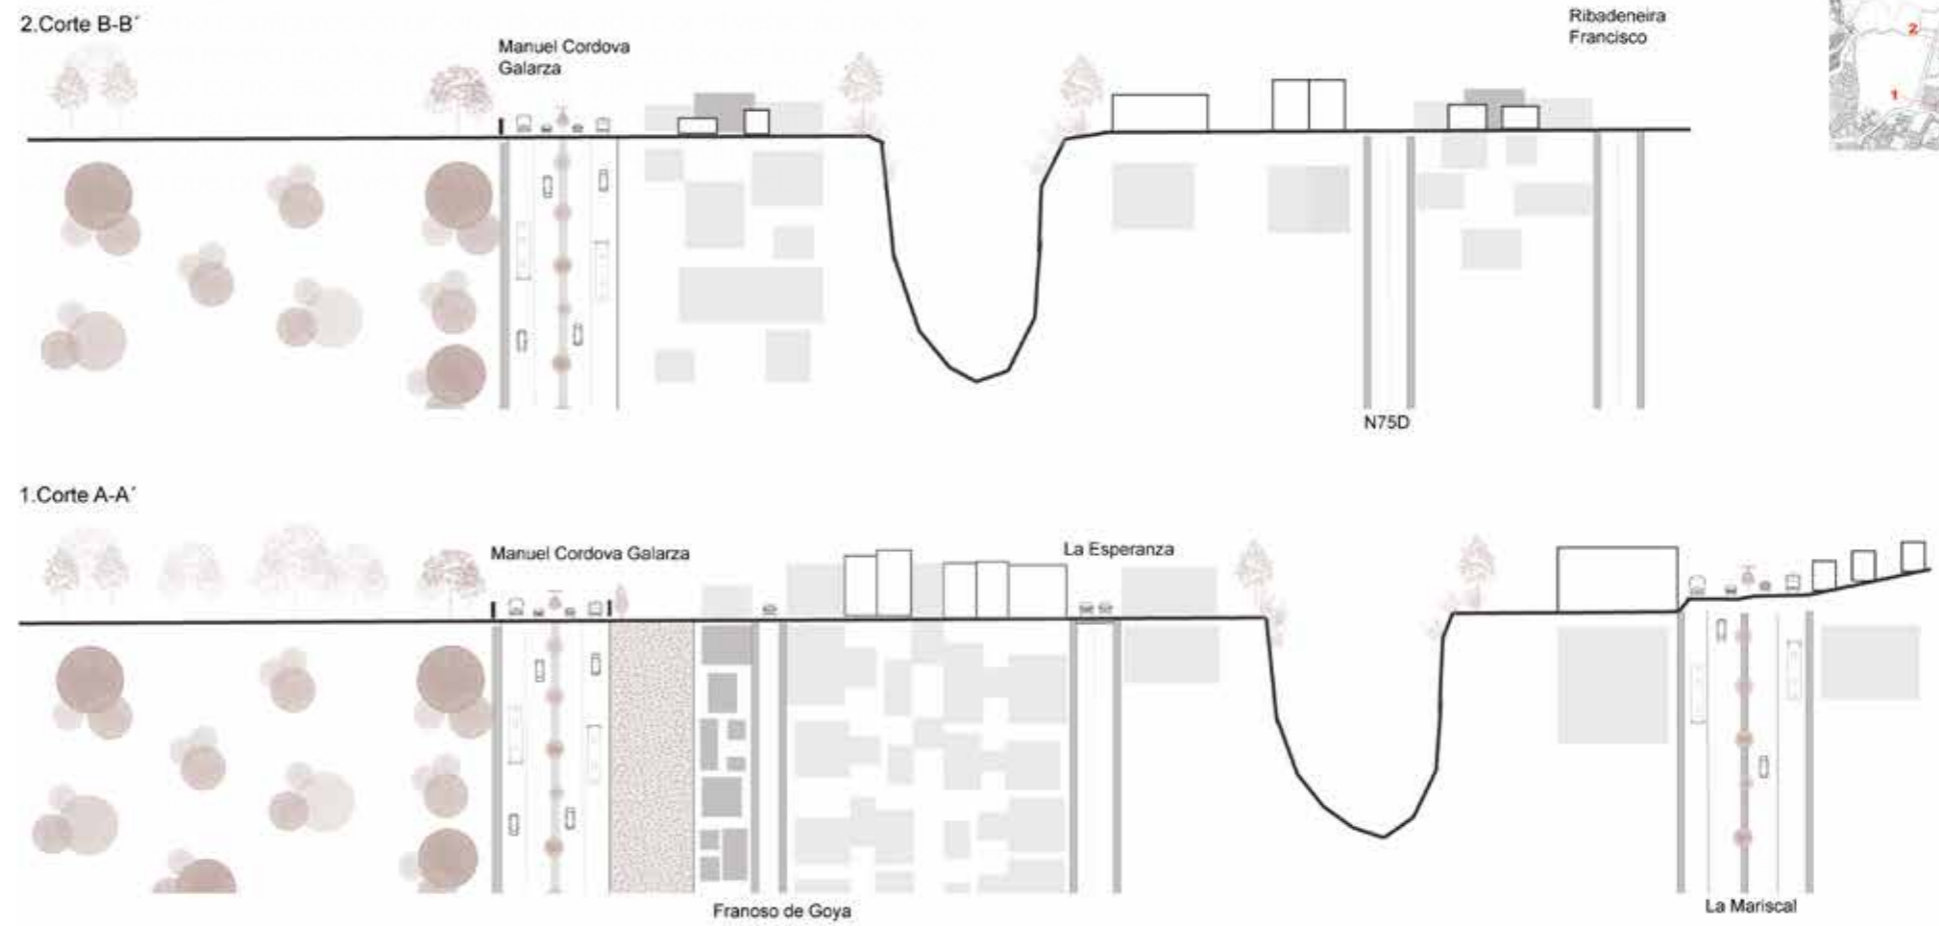 2.Corte B-B´
Manuel Cordova
Galarza
Ribadeneira
Francisco
2
1
N75D
1.Corte A-A´
Manuel Cordova Galarza
La Esperanza
Franoso de Goya
La Mariscal